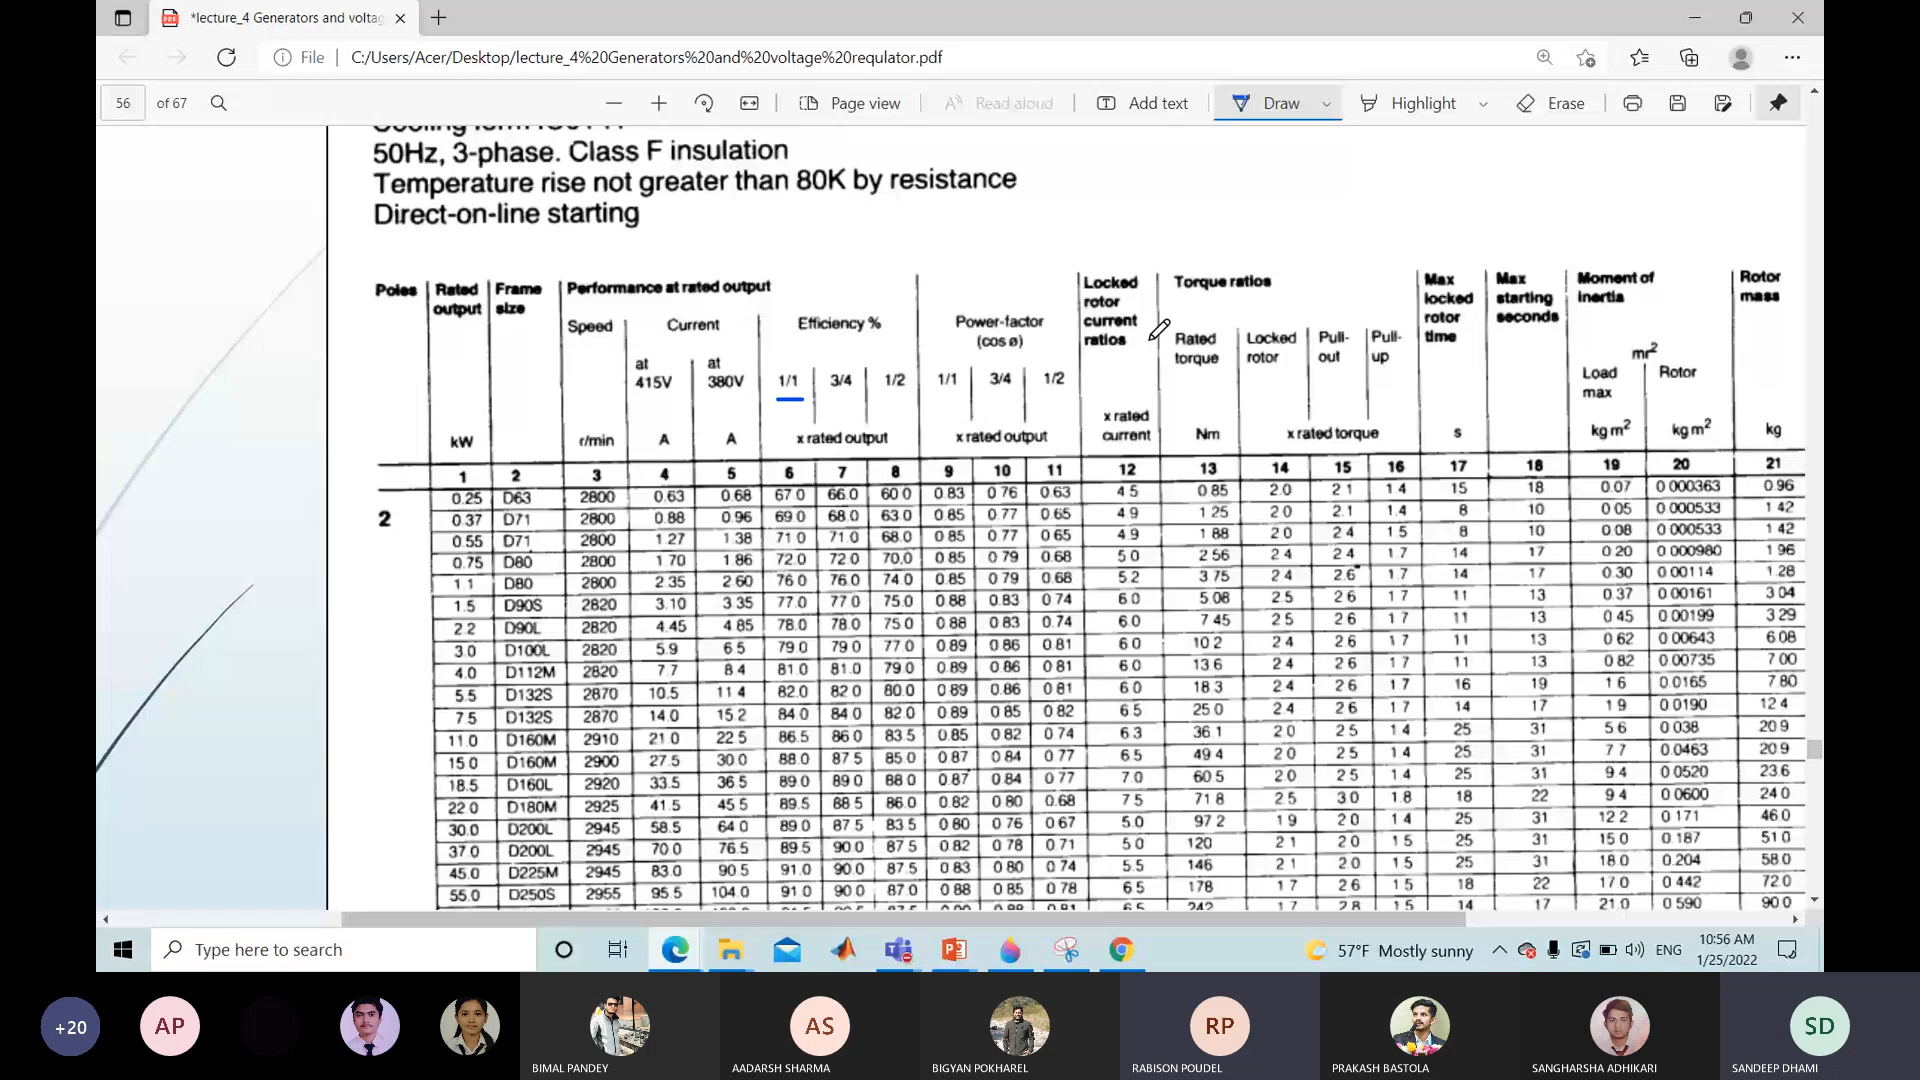 *lecture_4 Generators and volta
File
C:/Users/Acer/Desktop/lecture_4%20Generators%20and%20voltage%20requlator.pdf
56 of 67
Page view
Read aloud
Add text
Draw
Highlight
Erase
50Hz, 3-phase. Class F insulation
Temperature rise not greater than 80K by resistance
Direct-on-line starting
Poles Rated output Frame size Performance at rated output Locked rotor current ratios Torque ratios Max locked rotor time Max starting seconds Moment of inertia Rotor mass
Speed Current Efficiency % Power-factor (cos ø) Rated torque Locked rotor Pull-out Pull-up mr²
at 415V at 380V 1/1 3/4 1/2 1/1 3/4 1/2 Load max Rotor
kW r/min A A x rated output x rated output x rated current Nm x rated torque s kg m² kg m² kg
1 2 3 4 5 6 7 8 9 10 11 12 13 14 15 16 17 18 19 20 21
0.25 D63 2800 0.63 0.68 67 0 66.0 60 0 0.83 0 76 0.63 4 5 0 85 2.0 2 1 1.4 15 18 0.07 0 000363 0.96
2 0.37 D71 2800 0.88 0.96 69 0 68.0 63 0 0.85 0.77 0.65 4.9 1 25 2 0 2.1 1.4 8 10 0 05 0 000533 1 42
0.55 D71 2800 1 27 1 38 71 0 71.0 68.0 0.85 0.77 0 65 4.9 1 88 2 0 2 4 1.5 8 10 0.08 0 000533 1 42
0.75 D80 2800 1 70 1 86 72.0 72 0 70.0 0.85 0.79 0.68 5 0 2 56 2 4 2 4 1.7 14 17 0.20 0 000980 1 96
1 1 D80 2800 2 35 2 60 76 0 76.0 74.0 0.85 0.79 0.68 5.2 3 75 2 4 2.6 1.7 14 17 0.30 0 00114 1.28
1.5 D90S 2820 3.10 3 35 77.0 77 0 75.0 0.88 0.83 0 74 6 0 5 08 2.5 2 6 1 7 11 13 0.37 0.00161 3 04
2 2 D90L 2820 4.45 4 85 78.0 78 0 75.0 0.88 0.83 0.74 6.0 7 45 2 5 2 6 1 7 11 13 0 45 0 00199 3 29
3 0 D100L 2820 5.9 6 5 79 0 79 0 77.0 0.89 0 86 0.81 6 0 10 2 2.4 2 6 1.7 11 13 0 62 0 00643 6 08
4.0 D112M 2820 7.7 8 4 81 0 81.0 79.0 0.89 0.86 0 81 6.0 13 6 2 4 2 6 1 7 11 13 0 82 0 00735 7 00
5.5 D132S 2870 10.5 11 4 82.0 82 0 80.0 0.89 0.86 0 81 6.0 18 3 2 4 2 6 1.7 16 19 1 6 0.0165 7 80
7 5 D132S 2870 14.0 15 2 84 0 84 0 82.0 0.89 0.85 0 82 6.5 25 0 2.4 2 6 1.7 14 17 1 9 0.0190 12 4
11.0 D160M 2910 21 0 22 5 86.5 86 0 83.5 0.85 0 82 0.74 6.3 36 1 2 0 2 5 1 4 25 31 5 6 0 038 20 9
15 0 D160M 2900 27.5 30 0 88.0 87.5 85.0 0 87 0 84 0.77 6.5 49 4 2 0 2 5 1.4 25 31 7 7 0.0463 20 9
18.5 D160L 2920 33.5 36.5 89 0 89 0 88 0 0.87 0 84 0 77 7.0 60 5 2.0 2 5 1 4 25 31 9 4 0 0520 23 6
22 0 D180M 2925 41.5 45 5 89.5 88 5 86 0 0.82 0 80 0.68 7 5 71 8 2 5 3 0 1.8 18 22 9 4 0 0600 24 0
30.0 D200L 2945 58.5 64 0 89 0 87.5 83.5 0 80 0 76 0.67 5.0 97 2 1 9 2 0 1 4 25 31 12 2 0 171 46.0
37 0 D200L 2945 70 0 76.5 89.5 90.0 87 5 0 82 0 78 0.71 5 0 120 2 1 2 0 1 5 25 31 15 0 0.187 51 0
45.0 D225M 2945 83.0 90 5 91.0 90.0 87.5 0 83 0 80 0 74 5.5 146 2.1 2.0 1.5 25 31 18.0 0.204 58 0
55.0 D250S 2955 95.5 104.0 91 0 90 0 87.0 0 88 0 85 0 78 6 5 178 1 7 2 6 1 5 18 22 17 0 0 442 72 0
6.5 242 1 7 2 8 1 5 14 17 21.0 0 590 90 0
Type here to search
57°F Mostly sunny
ENG
10:56 AM
1/25/2022
+20
AP
AS
RP
SD
BIMAL PANDEY
AADARSH SHARMA
BIGYAN POKHAREL
RABISON POUDEL
PRAKASH BASTOLA
SANGHARSHA ADHIKARI
SANDEEP DHAMI